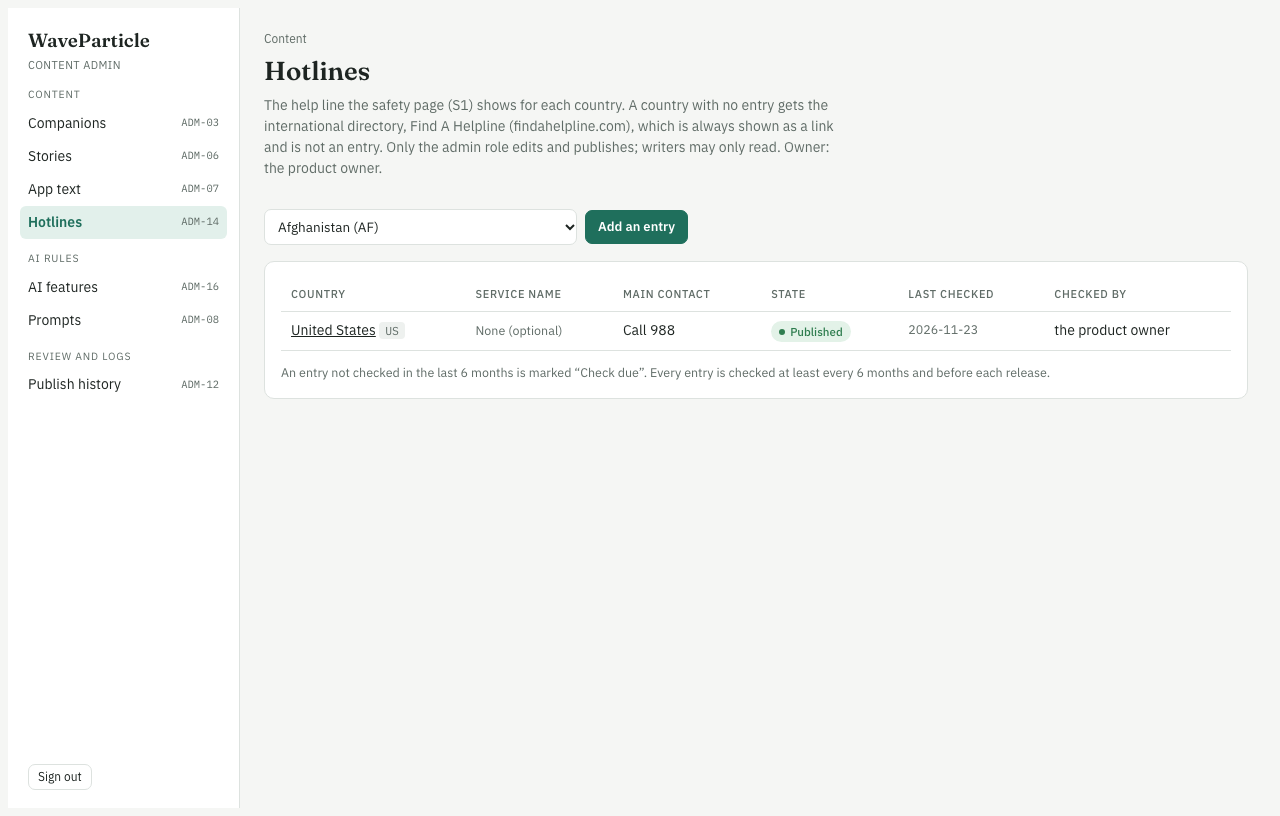 WaveParticle
CONTENT ADMIN
CONTENT
Companions ADM-03
Stories ADM-06
App text ADM-07
Hotlines ADM-14
AI RULES
AI features ADM-16
Prompts ADM-08
REVIEW AND LOGS
Publish history ADM-12
Sign out
Content
Hotlines
The help line the safety page (S1) shows for each country. A country with no entry gets the
international directory, Find A Helpline (findahelpline.com), which is always shown as a link
and is not an entry. Only the admin role edits and publishes; writers may only read. Owner:
the product owner.
Afghanistan (AF) Add an entry
COUNTRY SERVICE NAME MAIN CONTACT STATE LAST CHECKED CHECKED BY
United States US None (optional) Call 988 Published 2026-11-23 the product owner
An entry not checked in the last 6 months is marked “Check due”. Every entry is checked at least every 6 months and before each release.